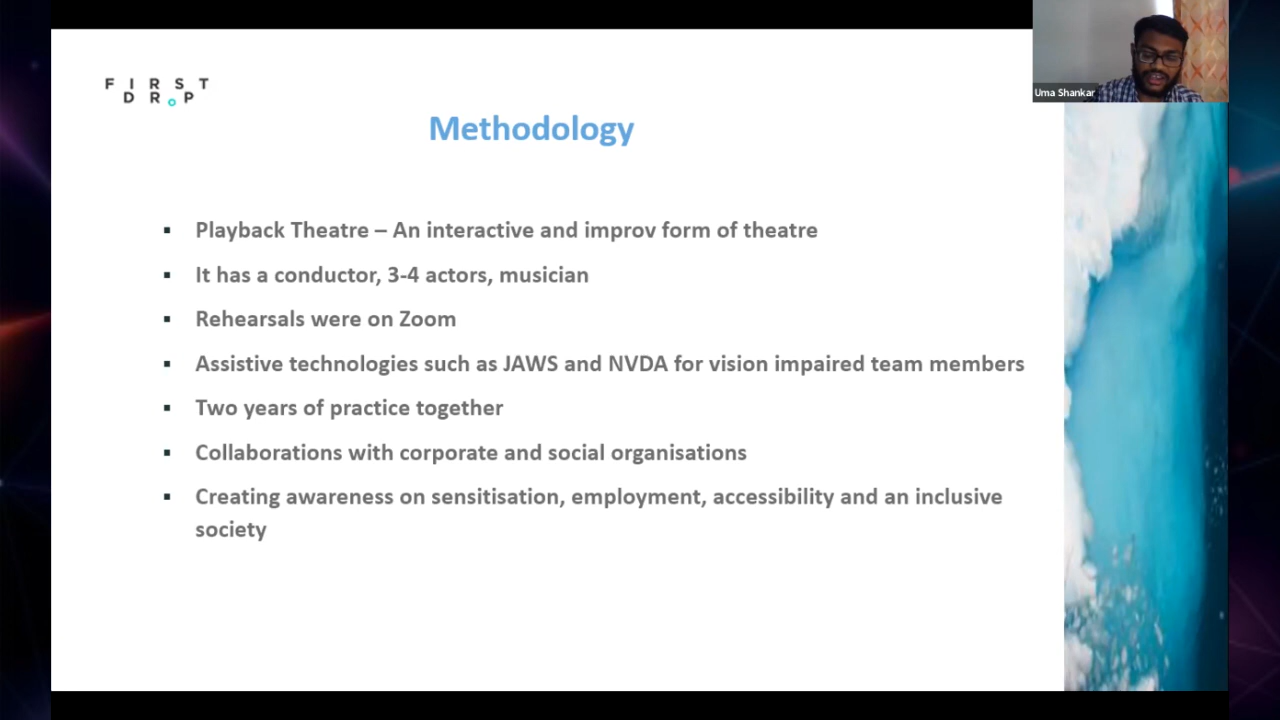 FIRST
DROP
Uma Shankar
Methodology
▪ Playback Theatre – An interactive and improv form of theatre
▪ It has a conductor, 3-4 actors, musician
▪ Rehearsals were on Zoom
▪ Assistive technologies such as JAWS and NVDA for vision impaired team members
▪ Two years of practice together
▪ Collaborations with corporate and social organisations
▪ Creating awareness on sensitisation, employment, accessibility and an inclusive
society